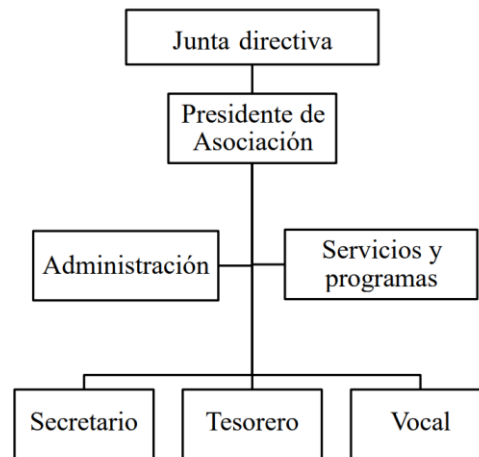 Junta directiva
Presidente de
Asociación
Administración
Servicios y
programas
Secretario
Tesorero
Vocal